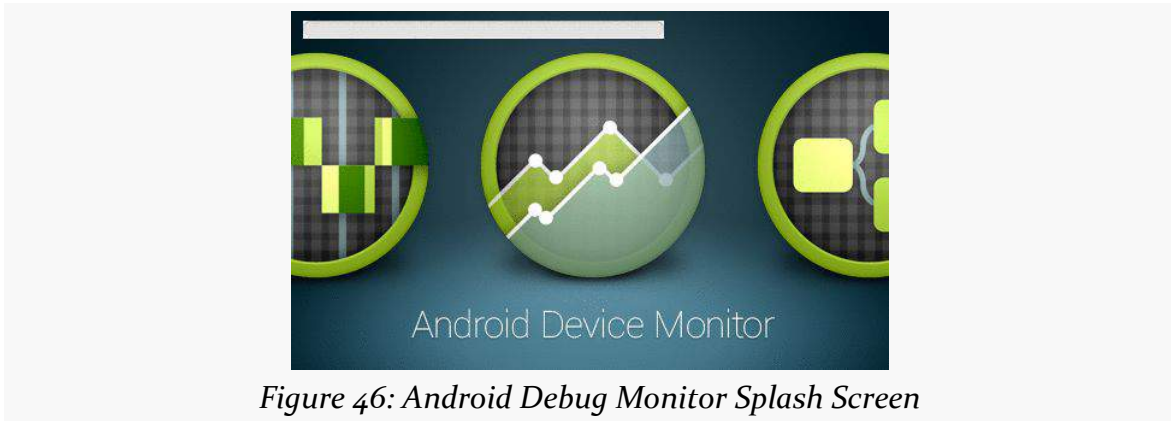 Android Device Monitor
Figure 46: Android Debug Monitor Splash Screen